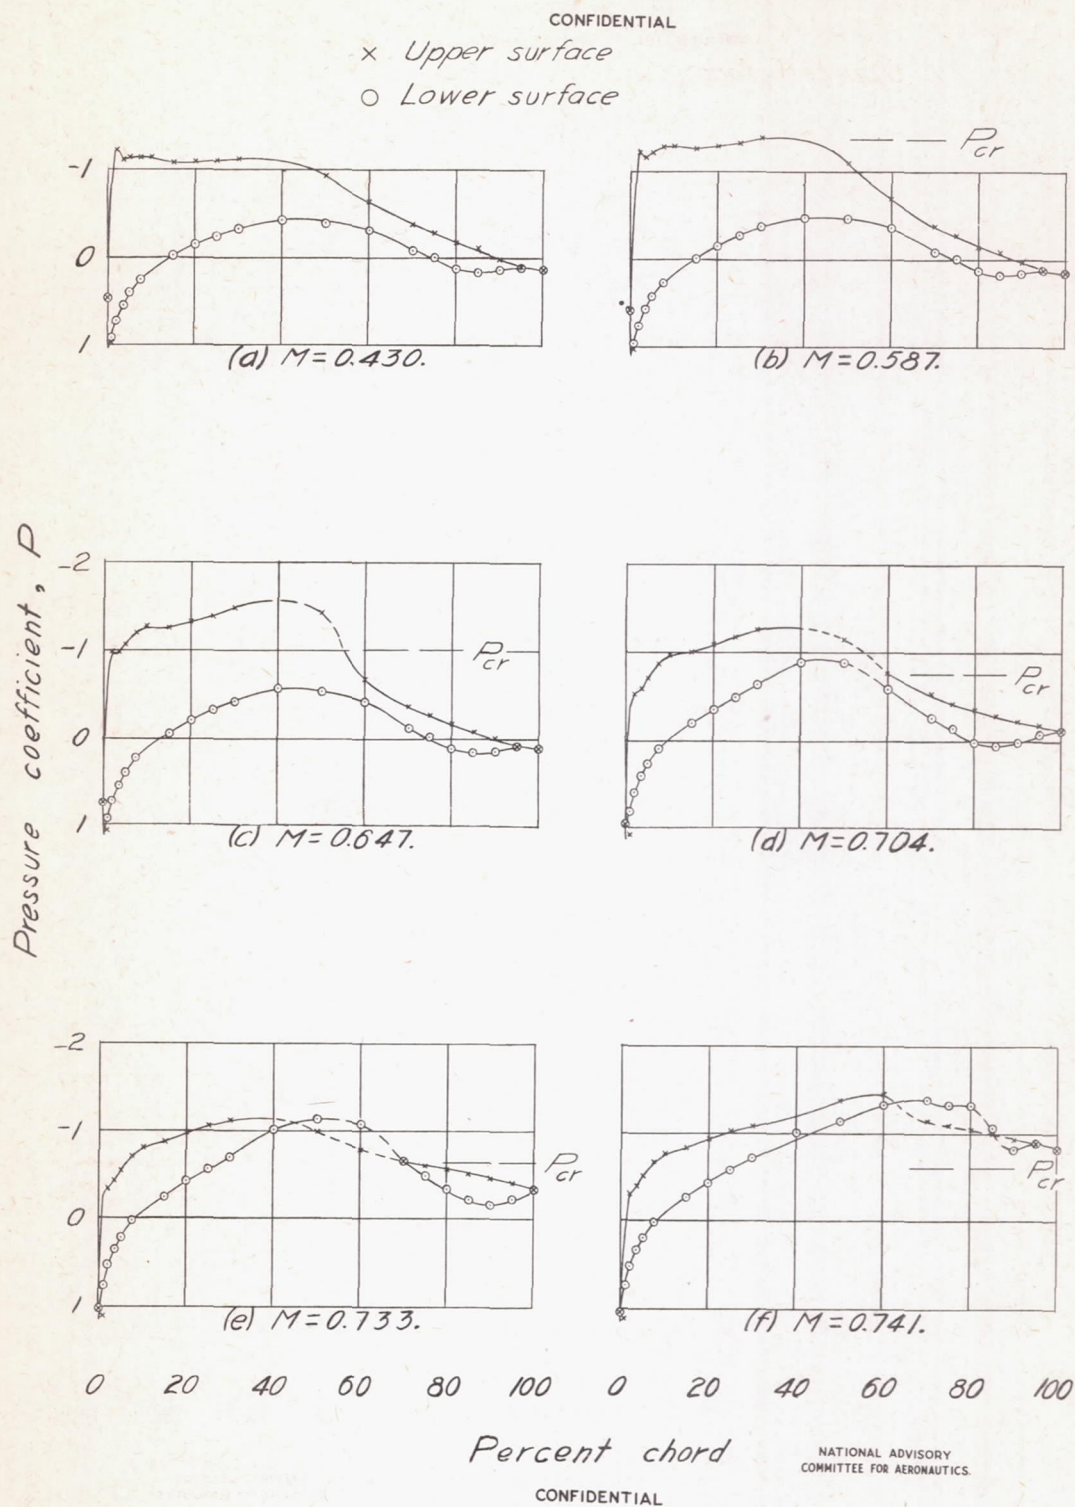 CONFIDENTIAL
× Upper surface
○ Lower surface
-1
0
1
P_cr
(a) M=0.430.
(b) M=0.587.
-2
-1
0
1
P_cr
P_cr
(c) M=0.647.
(d) M=0.704.
Pressure coefficient, P
-2
-1
0
1
P_cr
P_cr
(e) M=0.733.
(f) M=0.741.
0 20 40 60 80 100
0 20 40 60 80 100
Percent chord
NATIONAL ADVISORY
COMMITTEE FOR AERONAUTICS.
CONFIDENTIAL